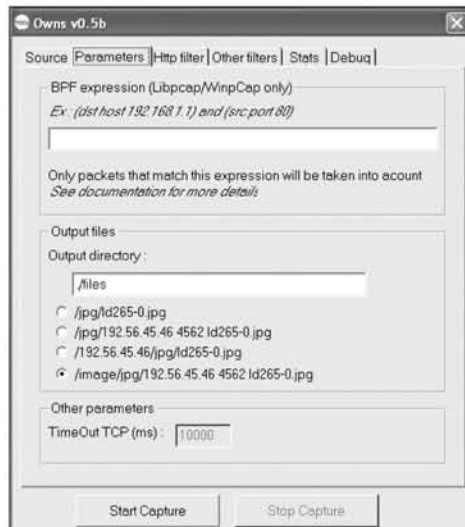 Owns v0.5b
Source Parameters Http filter Other filters Stats Debug
BPF expression (Libpcap/WinpCap only)
Ex.: (dst host 192.168.1.1) and (src port 80)
Only packets that match this expression will be taken into acount
See documentation for more details
Output files
Output directory :
./files
/jpg/ld265-0.jpg
/jpg/192.56.45.46 4562 ld265-0.jpg
/192.56.45.46/jpg/ld265-0.jpg
/image/jpg/192.56.45.46 4562 ld265-0.jpg
Other parameters
TimeOut TCP (ms) : 10000
Start Capture Stop Capture